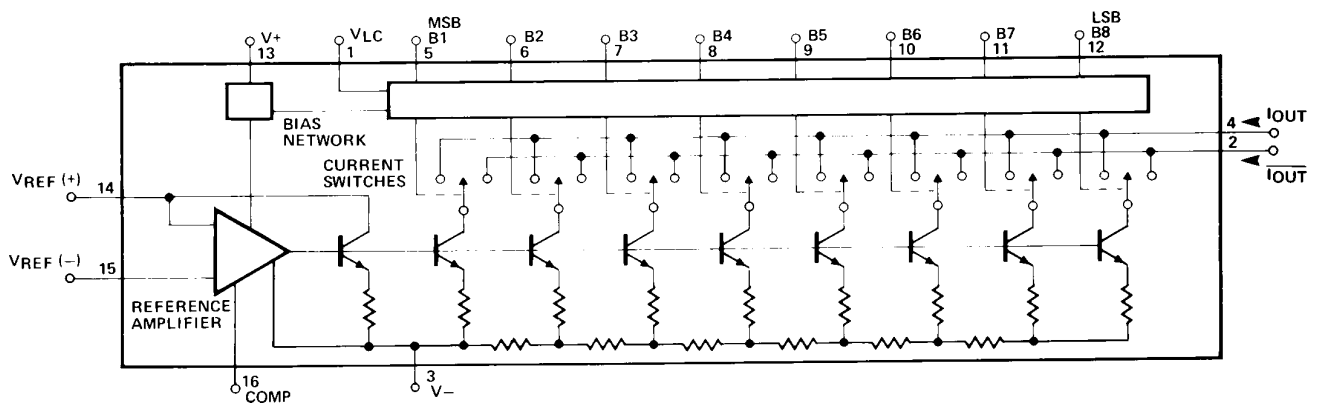 MSB
LSB
V+
13
VLC
1
B1
5
B2
6
B3
7
B4
8
B5
9
B6
10
B7
11
B8
12
BIAS
NETWORK
CURRENT
SWITCHES
4
IOUT
2
IOUT
VREF (+)
14
VREF (−)
15
REFERENCE
AMPLIFIER
16
COMP
3
V−